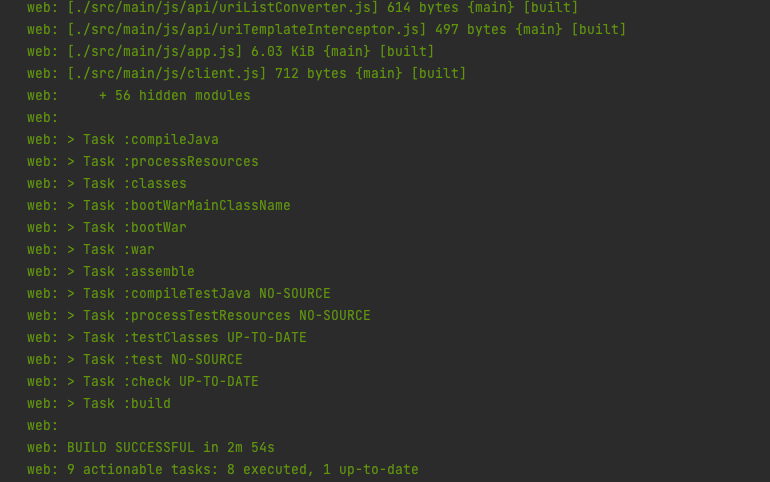 web: [./src/main/js/api/uriListConverter.js] 614 bytes {main} [built]
web: [./src/main/js/api/uriTemplateInterceptor.js] 497 bytes {main} [built]
web: [./src/main/js/app.js] 6.03 KiB {main} [built]
web: [./src/main/js/client.js] 712 bytes {main} [built]
web:     + 56 hidden modules
web:
web: > Task :compileJava
web: > Task :processResources
web: > Task :classes
web: > Task :bootWarMainClassName
web: > Task :bootWar
web: > Task :war
web: > Task :assemble
web: > Task :compileTestJava NO-SOURCE
web: > Task :processTestResources NO-SOURCE
web: > Task :testClasses UP-TO-DATE
web: > Task :test NO-SOURCE
web: > Task :check UP-TO-DATE
web: > Task :build
web:
web: BUILD SUCCESSFUL in 2m 54s
web: 9 actionable tasks: 8 executed, 1 up-to-date